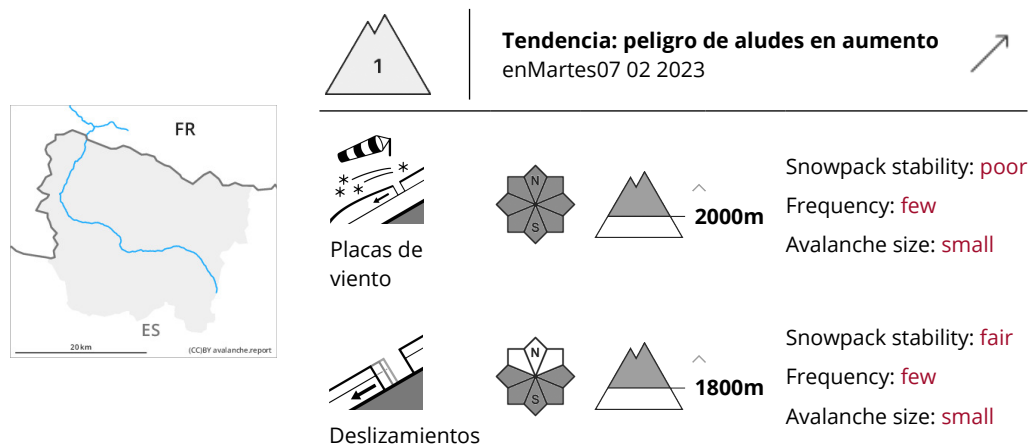 1
Tendencia: peligro de aludes en aumento
enMartes07 02 2023
FR
ES
20 km
(CC)BY avalanche.report
Placas de
viento
N
S
2000m
Snowpack stability: poor
Frequency: few
Avalanche size: small
Deslizamientos
N
S
1800m
Snowpack stability: fair
Frequency: few
Avalanche size: small